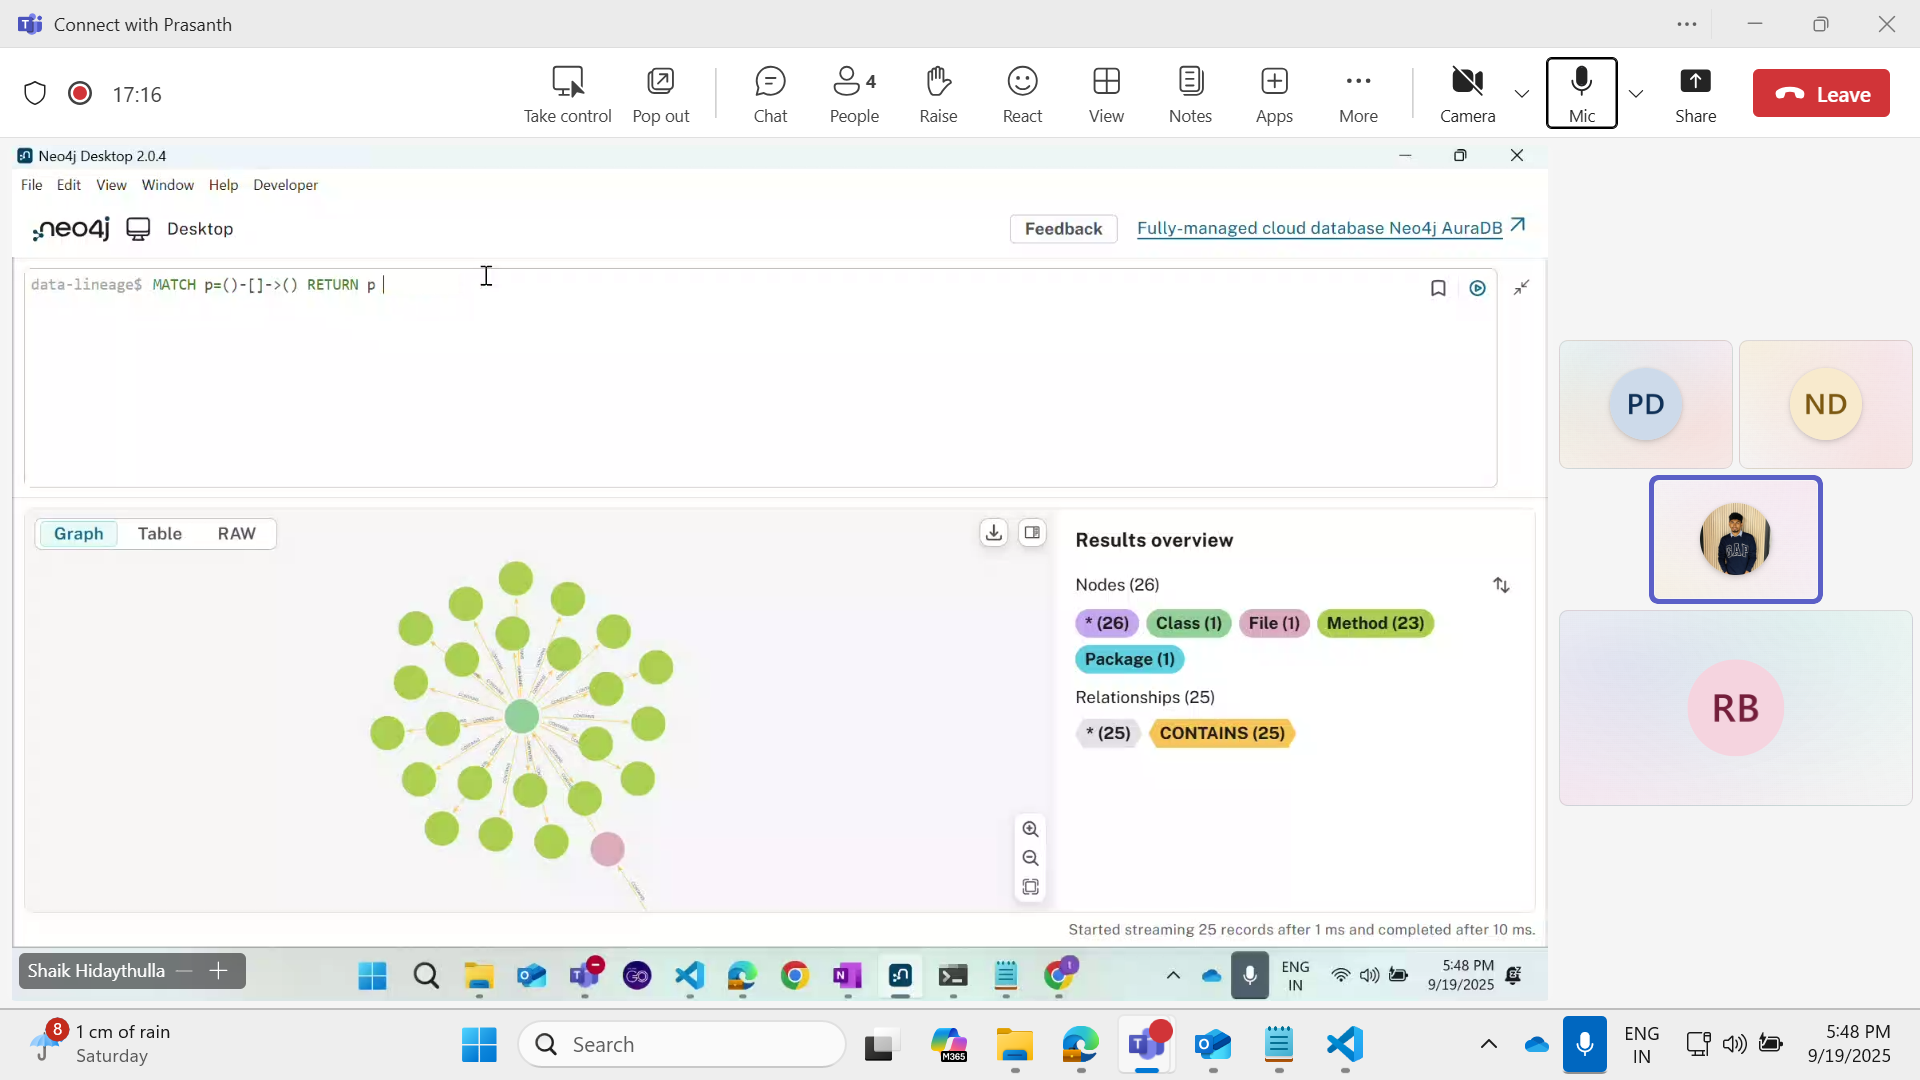 Connect with Prasanth
17:16
Take control
Pop out
Chat
4
People
Raise
React
View
Notes
Apps
More
Camera
Mic
Share
Leave
Neo4j Desktop 2.0.4
File Edit View Window Help Developer
:neo4j Desktop
Feedback
Fully-managed cloud database Neo4j AuraDB
data-lineage$ MATCH p=()-[]->() RETURN p
Graph Table RAW
Results overview
Nodes (26)
* (26) Class (1) File (1) Method (23)
Package (1)
Relationships (25)
* (25) CONTAINS (25)
Started streaming 25 records after 1 ms and completed after 10 ms.
PD
ND
GAP
RB
Shaik Hidaythulla
ENG
IN
5:48 PM
9/19/2025
8
1 cm of rain
Saturday
Search
M365
ENG
IN
5:48 PM
9/19/2025